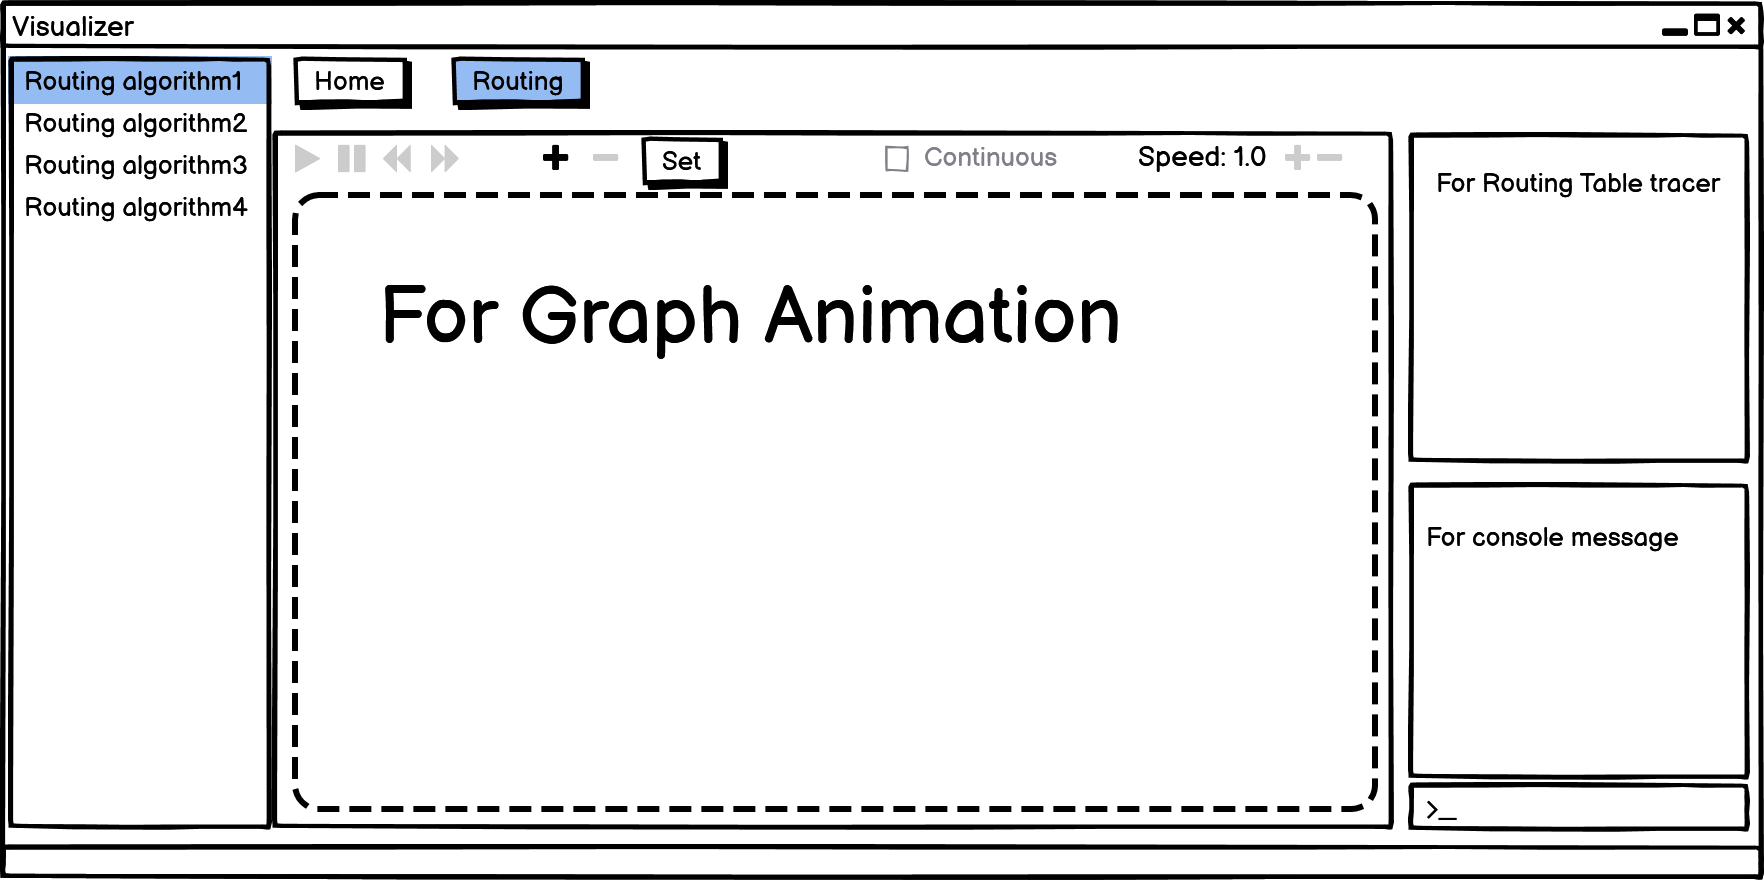 Visualizer
Routing algorithm1
Routing algorithm2
Routing algorithm3
Routing algorithm4
Home
Routing
Set
Continuous
Speed: 1.0
For Graph Animation
For Routing Table tracer
For console message
>_